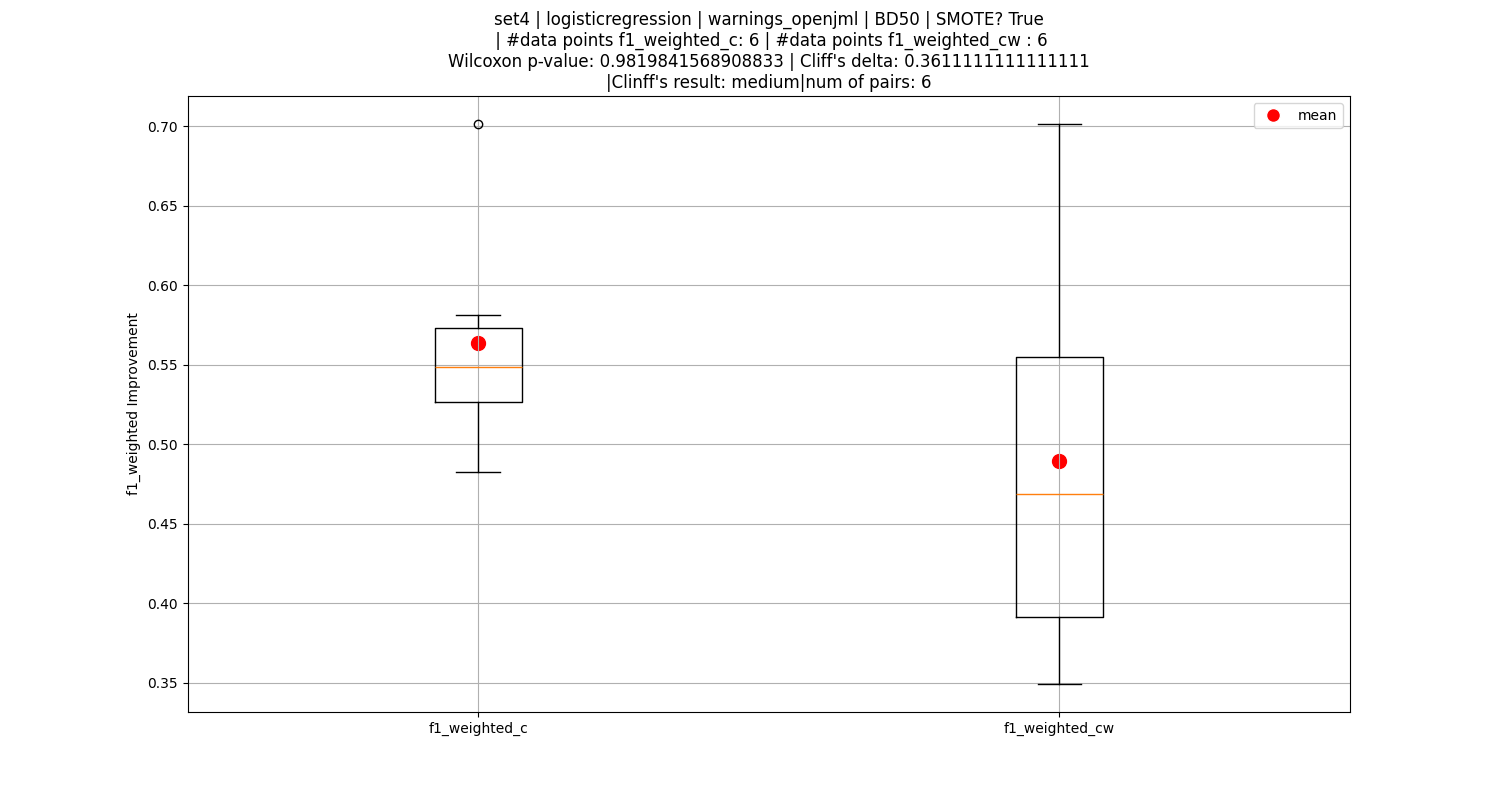 set4 | logisticregression | warnings_openjml | BD50 | SMOTE? True
| #data points f1_weighted_c: 6 | #data points f1_weighted_cw : 6
Wilcoxon p-value: 0.9819841568908833 | Cliff's delta: 0.3611111111111111
|Clinff's result: medium|num of pairs: 6
mean
f1_weighted Improvement
0.70
0.65
0.60
0.55
0.50
0.45
0.40
0.35
f1_weighted_c
f1_weighted_cw